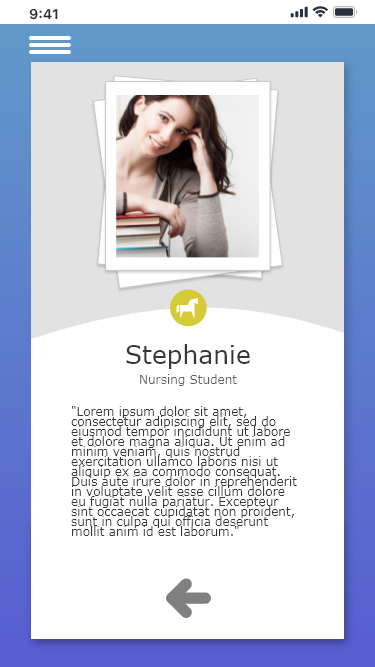 9:41
Stephanie
Nursing Student
"Lorem ipsum dolor sit amet,
consectetur adipiscing elit, sed do
eiusmod tempor incididunt ut labore
et dolore magna aliqua. Ut enim ad
minim veniam, quis nostrud
exercitation ullamco laboris nisi ut
aliquip ex ea commodo consequat.
Duis aute irure dolor in reprehenderit
in voluptate velit esse cillum dolore
eu fugiat nulla pariatur. Excepteur
sint occaecat cupidatat non proident,
sunt in culpa qui officia deserunt
mollit anim id est laborum."